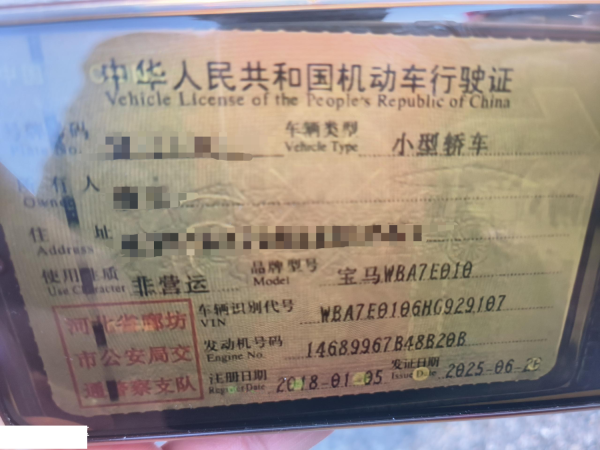 中华人民共和国机动车行驶证
Vehicle License of the People's Republic of China
号码 车辆类型 小型轿车
No. Vehicle Type
有人
Owner
住址
Address
使用性质 非营运 品牌型号 宝马WBA7E010
Use Character Model
车辆识别代号 WBA7E0106HG929107
VIN
发动机号码 14689967B48B20B
Engine No.
注册日期 2018-01-05 发证日期 2025-06-26
Register Date Issue Date
河北省廊坊
市公安局交
通警察支队